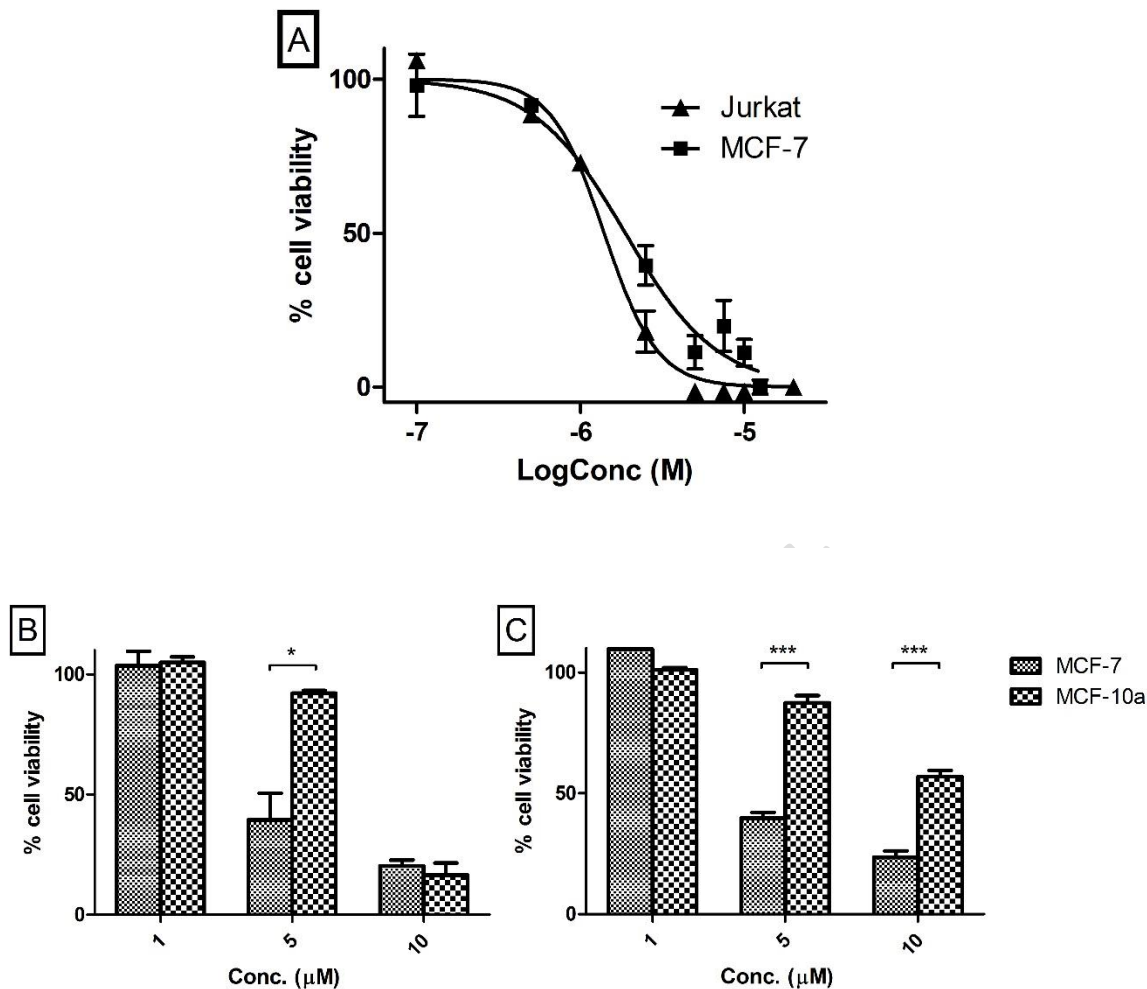 A
% cell viability
100
50
0
Jurkat
MCF-7
-7
-6
-5
LogConc (M)
B
% cell viability
100
50
0
*
1
5
10
Conc. (μM)
C
% cell viability
100
50
0
***
***
1
5
10
Conc. (μM)
MCF-7
MCF-10a